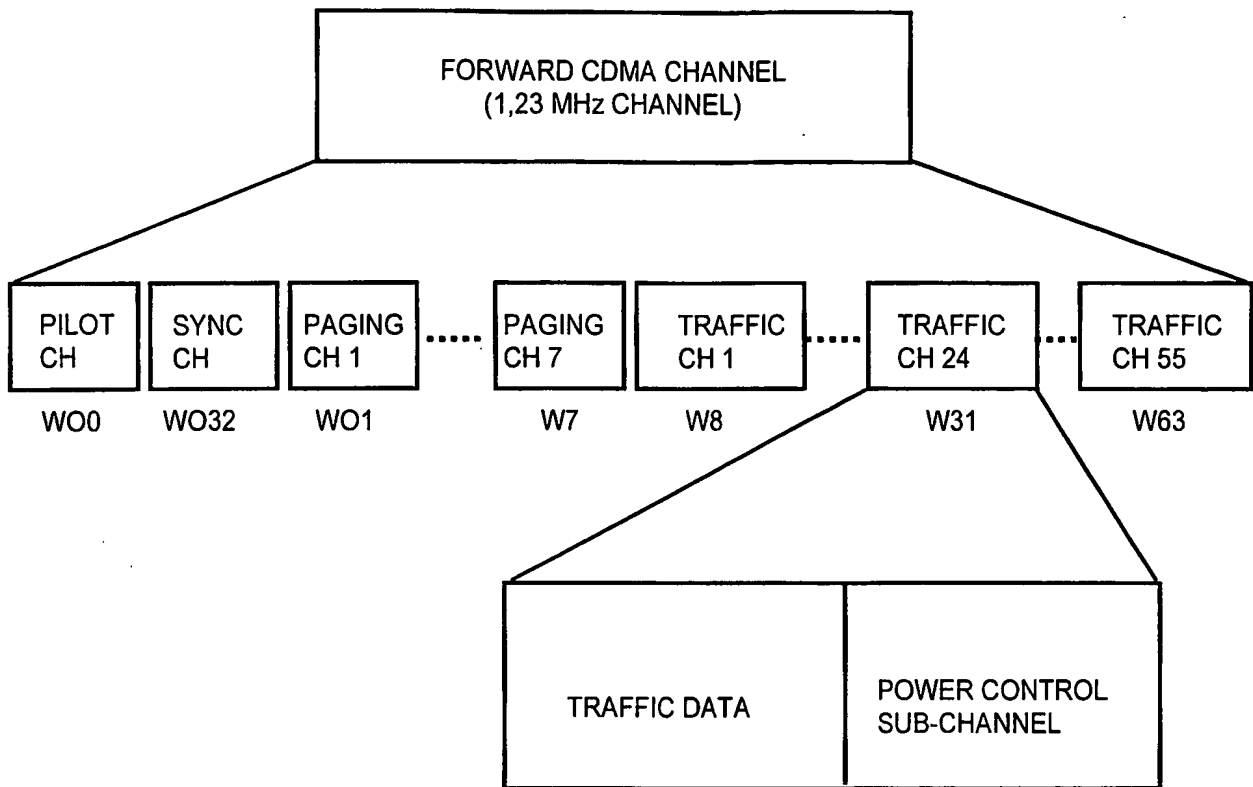 FORWARD CDMA CHANNEL
(1,23 MHz CHANNEL)
PILOT
CH
SYNC
CH
PAGING
CH 1
PAGING
CH 7
TRAFFIC
CH 1
TRAFFIC
CH 24
TRAFFIC
CH 55
WO0
WO32
WO1
W7
W8
W31
W63
TRAFFIC DATA
POWER CONTROL
SUB-CHANNEL